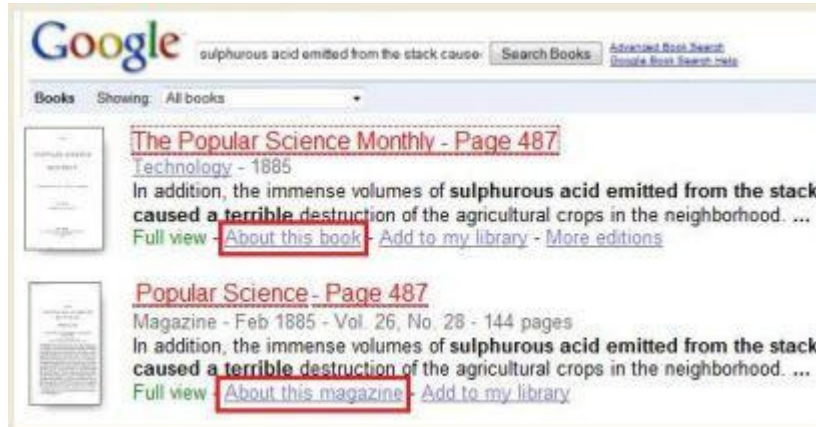 Google sulphurous acid emitted from the stack cause Search Books Advanced Book Search
Google Book Search Help
Books Showing: All books
The Popular Science Monthly - Page 487
Technology - 1885
In addition, the immense volumes of sulphurous acid emitted from the stack
caused a terrible destruction of the agricultural crops in the neighborhood. ...
Full view - About this book - Add to my library - More editions
Popular Science - Page 487
Magazine - Feb 1885 - Vol. 26, No. 28 - 144 pages
In addition, the immense volumes of sulphurous acid emitted from the stack
caused a terrible destruction of the agricultural crops in the neighborhood. ...
Full view - About this magazine - Add to my library